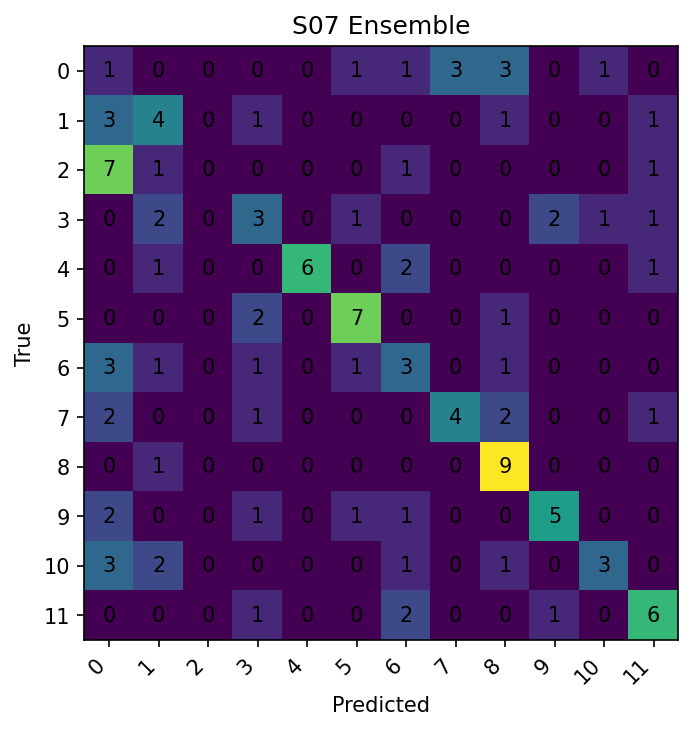 S07 Ensemble
True
0 1 0 0 0 0 1 1 3 3 0 1 0
1 3 4 0 1 0 0 0 0 1 0 0 1
2 7 1 0 0 0 0 1 0 0 0 0 1
3 0 2 0 3 0 1 0 0 0 2 1 1
4 0 1 0 0 6 0 2 0 0 0 0 1
5 0 0 0 2 0 7 0 0 1 0 0 0
6 3 1 0 1 0 1 3 0 1 0 0 0
7 2 0 0 1 0 0 0 4 2 0 0 1
8 0 1 0 0 0 0 0 0 9 0 0 0
9 2 0 0 1 0 1 1 0 0 5 0 0
10 3 2 0 0 0 0 1 0 1 0 3 0
11 0 0 0 1 0 0 2 0 0 1 0 6
0 1 2 3 4 5 6 7 8 9 10 11
Predicted